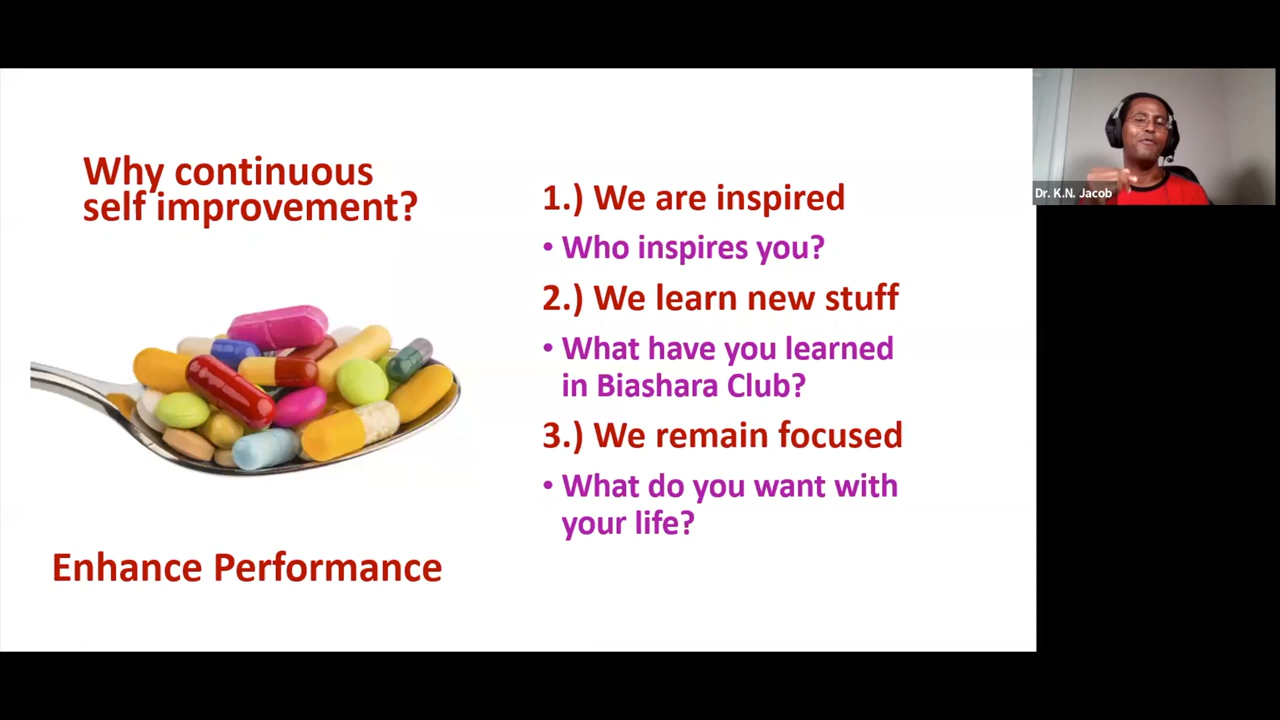 Why continuous
self improvement?
Enhance Performance
1.) We are inspired
• Who inspires you?
2.) We learn new stuff
• What have you learned
in Biashara Club?
3.) We remain focused
• What do you want with
your life?
Dr. K.N. Jacob